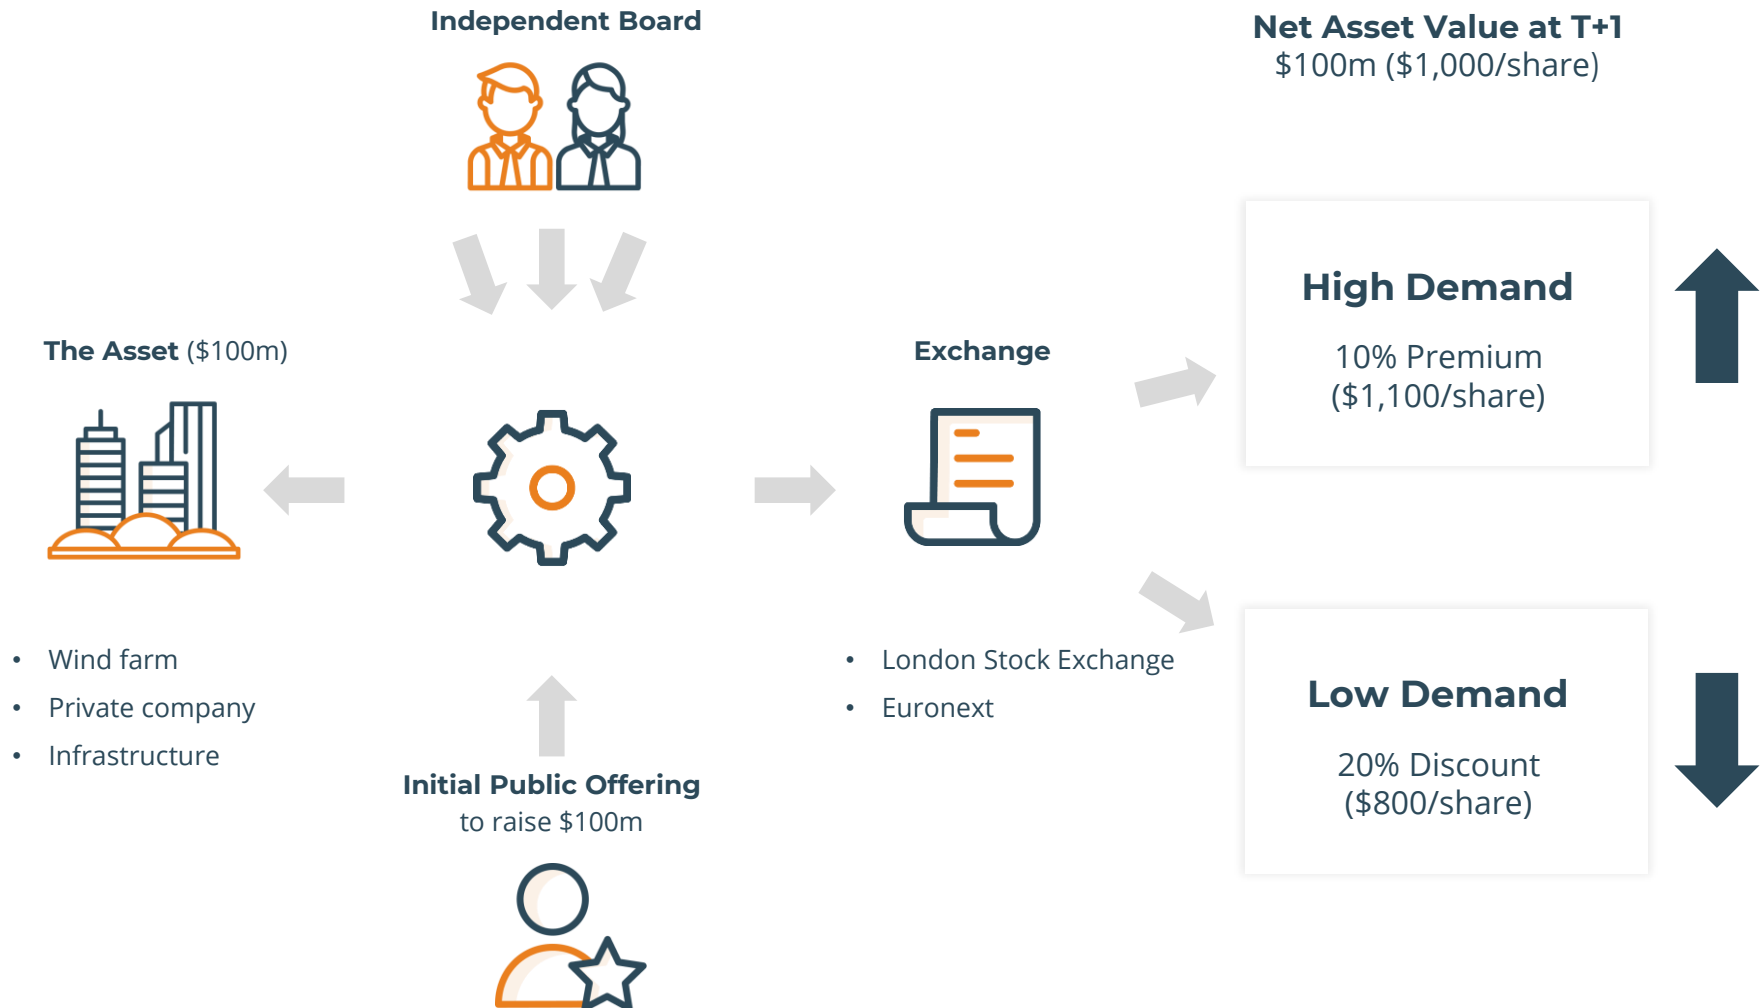 Independent Board
Net Asset Value at T+1
$100m ($1,000/share)
The Asset ($100m)
Exchange
High Demand
10% Premium
($1,100/share)
• Wind farm
• Private company
• Infrastructure
• London Stock Exchange
• Euronext
Low Demand
20% Discount
($800/share)
Initial Public Offering
to raise $100m